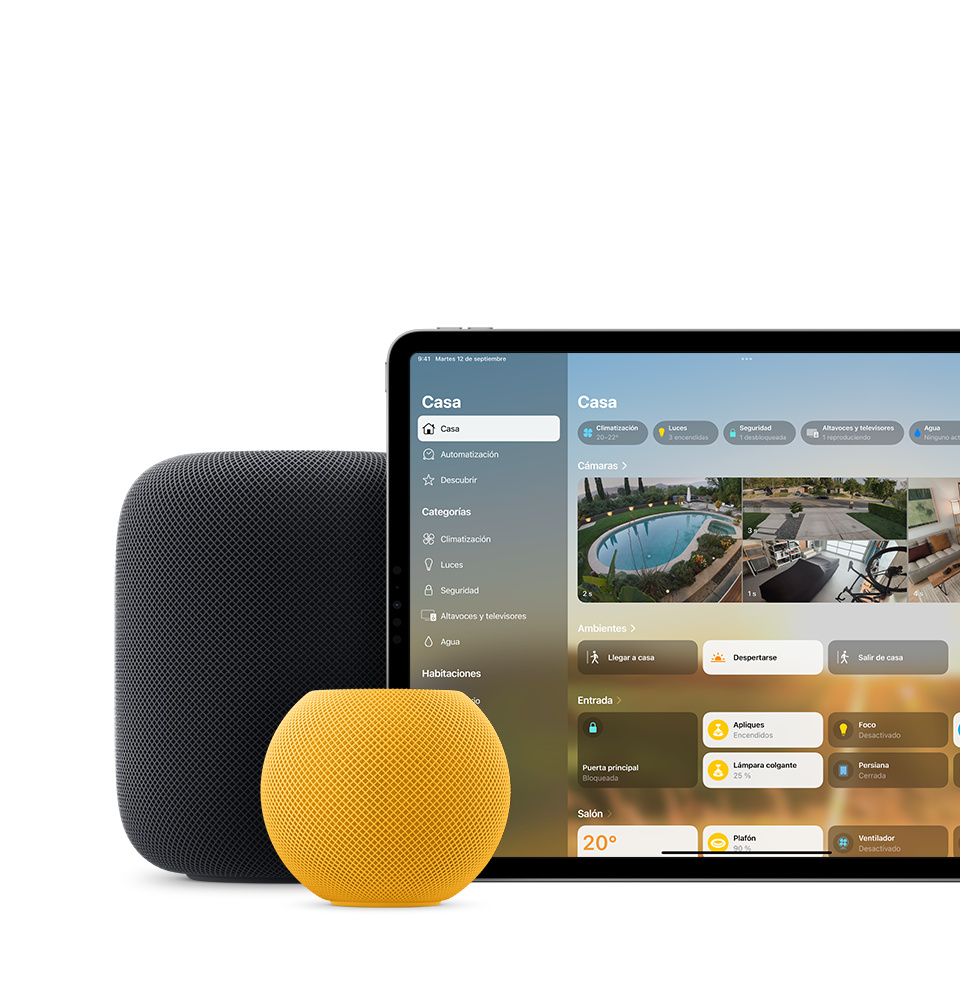 9:41 Martes 12 de septiembre
Casa
Casa
Automatización
Descubrir
Categorías
Climatización
Luces
Seguridad
Altavoces y televisores
Agua
Habitaciones
Casa
Climatización
20–22°
Luces
3 encendidas
Seguridad
1 desbloqueada
Altavoces y televisores
1 reproduciendo
Agua
Ninguno
Cámaras
2 s
3 s
1 s
4 s
Ambientes
Llegar a casa
Despertarse
Salir de casa
Entrada
Puerta principal
Bloqueada
Apliques
Encendidos
Foco
Desactivado
Lámpara colgante
25 %
Persiana
Cerrada
Salón
20°
Plafón
90 %
Ventilador
Desactivado